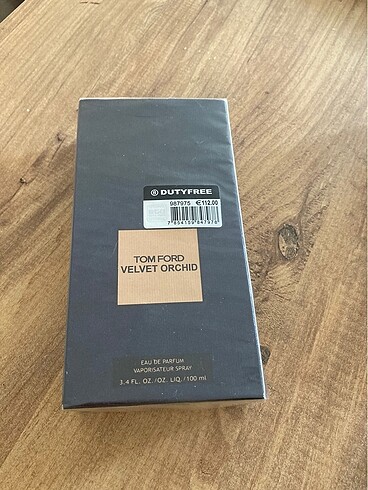 DUTYFREE
987975 €112.00
TOM FORD
VELVET ORCHID
EAU DE PARFUM
VAPORISATEUR SPRAY
3.4 FL. OZ./OZ. LIQ./100 ml